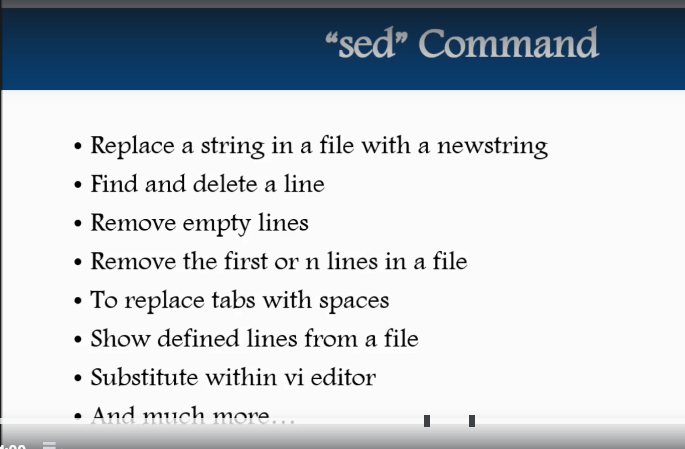 “sed” Command
• Replace a string in a file with a newstring
• Find and delete a line
• Remove empty lines
• Remove the first or n lines in a file
• To replace tabs with spaces
• Show defined lines from a file
• Substitute within vi editor
• And much more...